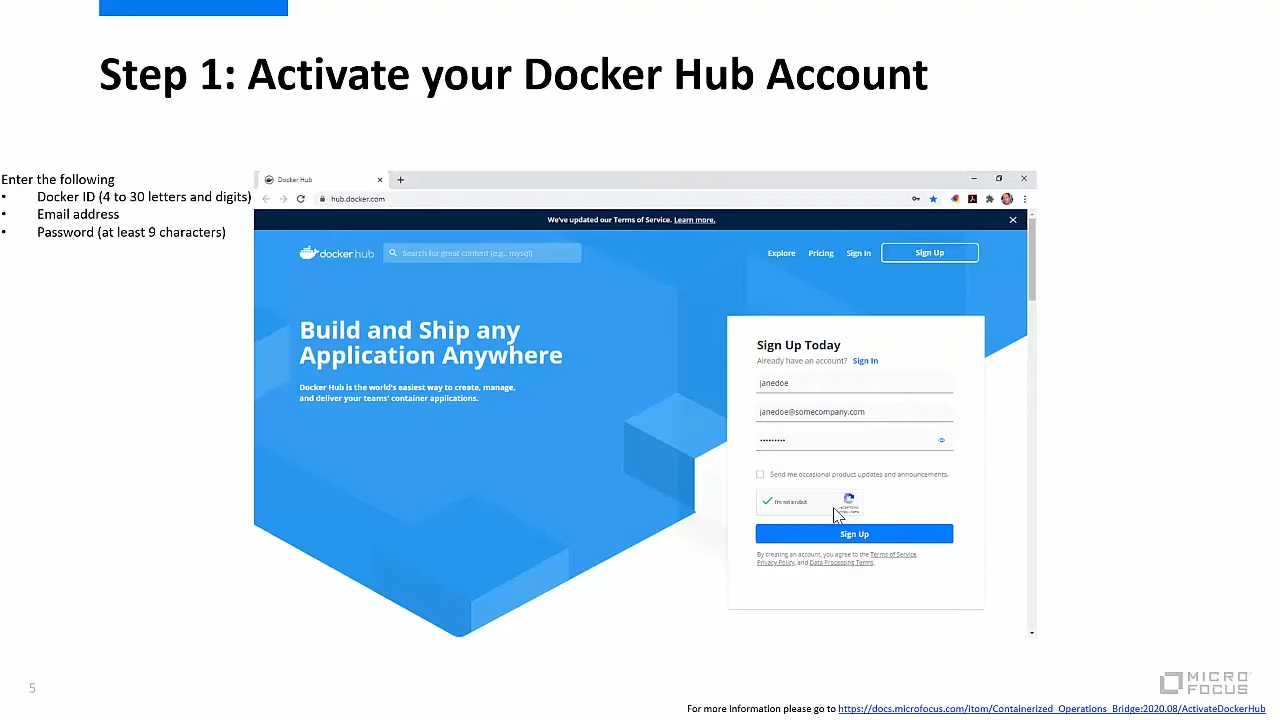 Step 1: Activate your Docker Hub Account
Enter the following
• Docker ID (4 to 30 letters and digits)
• Email address
• Password (at least 9 characters)
Docker Hub
hub.docker.com
We've updated our Terms of Service. Learn more.
docker hub
Search for great content (e.g., mysql)
Explore Pricing Sign In Sign Up
Build and Ship any
Application Anywhere
Docker Hub is the world's easiest way to create, manage,
and deliver your teams' container applications.
Sign Up Today
Already have an account? Sign In
janedoe
janedoe@somecompany.com
•••••••••
Send me occasional product updates and announcements.
I'm not a robot
reCAPTCHA
Sign Up
By creating an account, you agree to the Terms of Service,
Privacy Policy, and Data Processing Terms.
5
MICRO
FOCUS
For more information please go to https://docs.microfocus.com/itom/Containerized_Operations_Bridge:2020.08/ActivateDockerHub